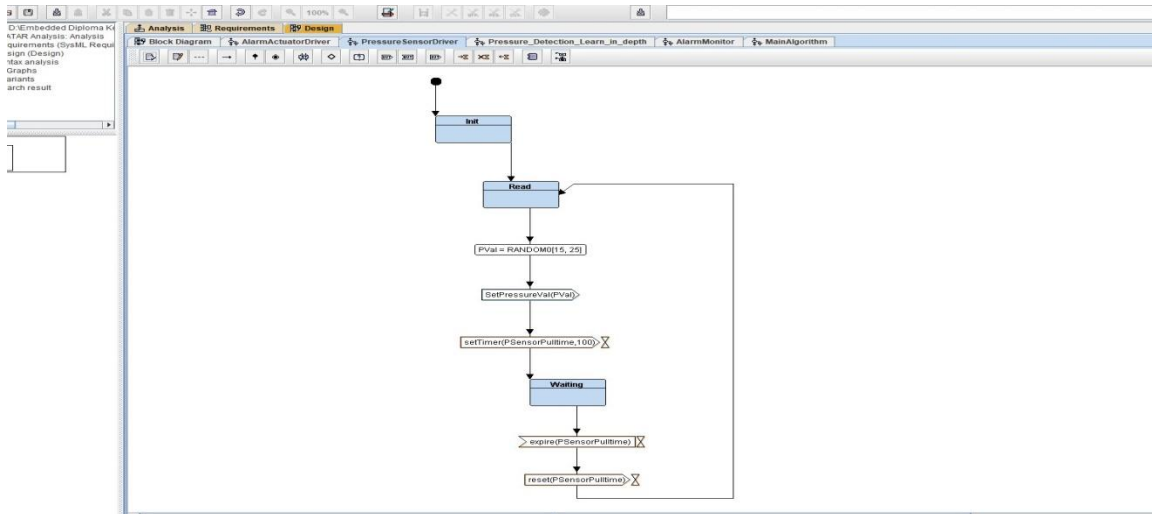 100%
D:\Embedded Diploma K
ATAR Analysis: Analysis
quirements (SysML Requi
sign (Design)
ntax analysis
Graphs
ariants
arch result
Analysis Requirements Design
Block Diagram AlarmActuatorDriver PressureSensorDriver Pressure_Detection_Learn_in_depth AlarmMonitor MainAlgorithm
Init
Read
PVal = RANDOM0[15, 25]
SetPressureVal(PVal)
setTimer(PSensorPulltime,100)
Waiting
expire(PSensorPulltime)
reset(PSensorPulltime)